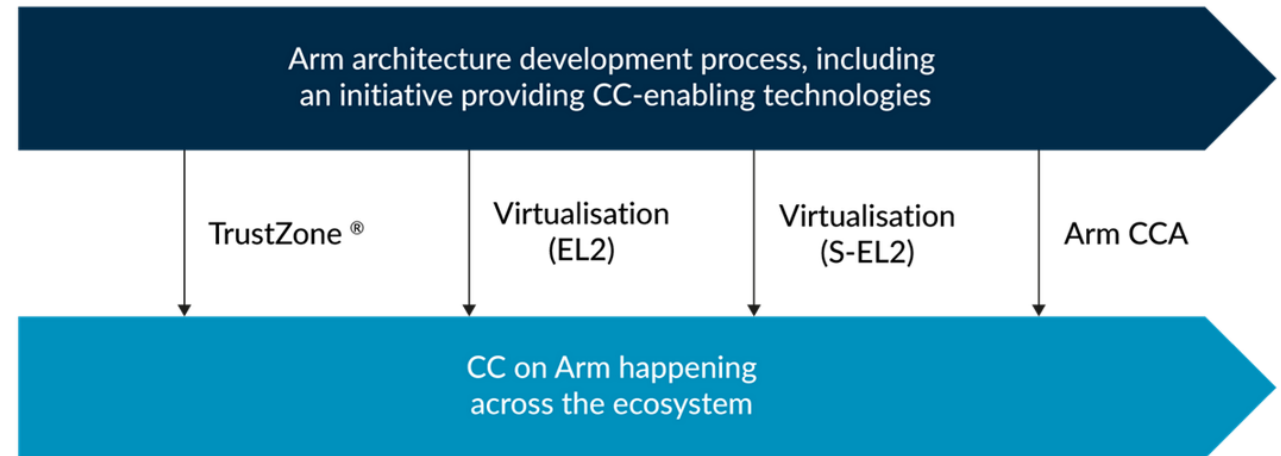 Arm architecture development process, including
an initiative providing CC-enabling technologies
TrustZone ®
Virtualisation
(EL2)
Virtualisation
(S-EL2)
Arm CCA
CC on Arm happening
across the ecosystem